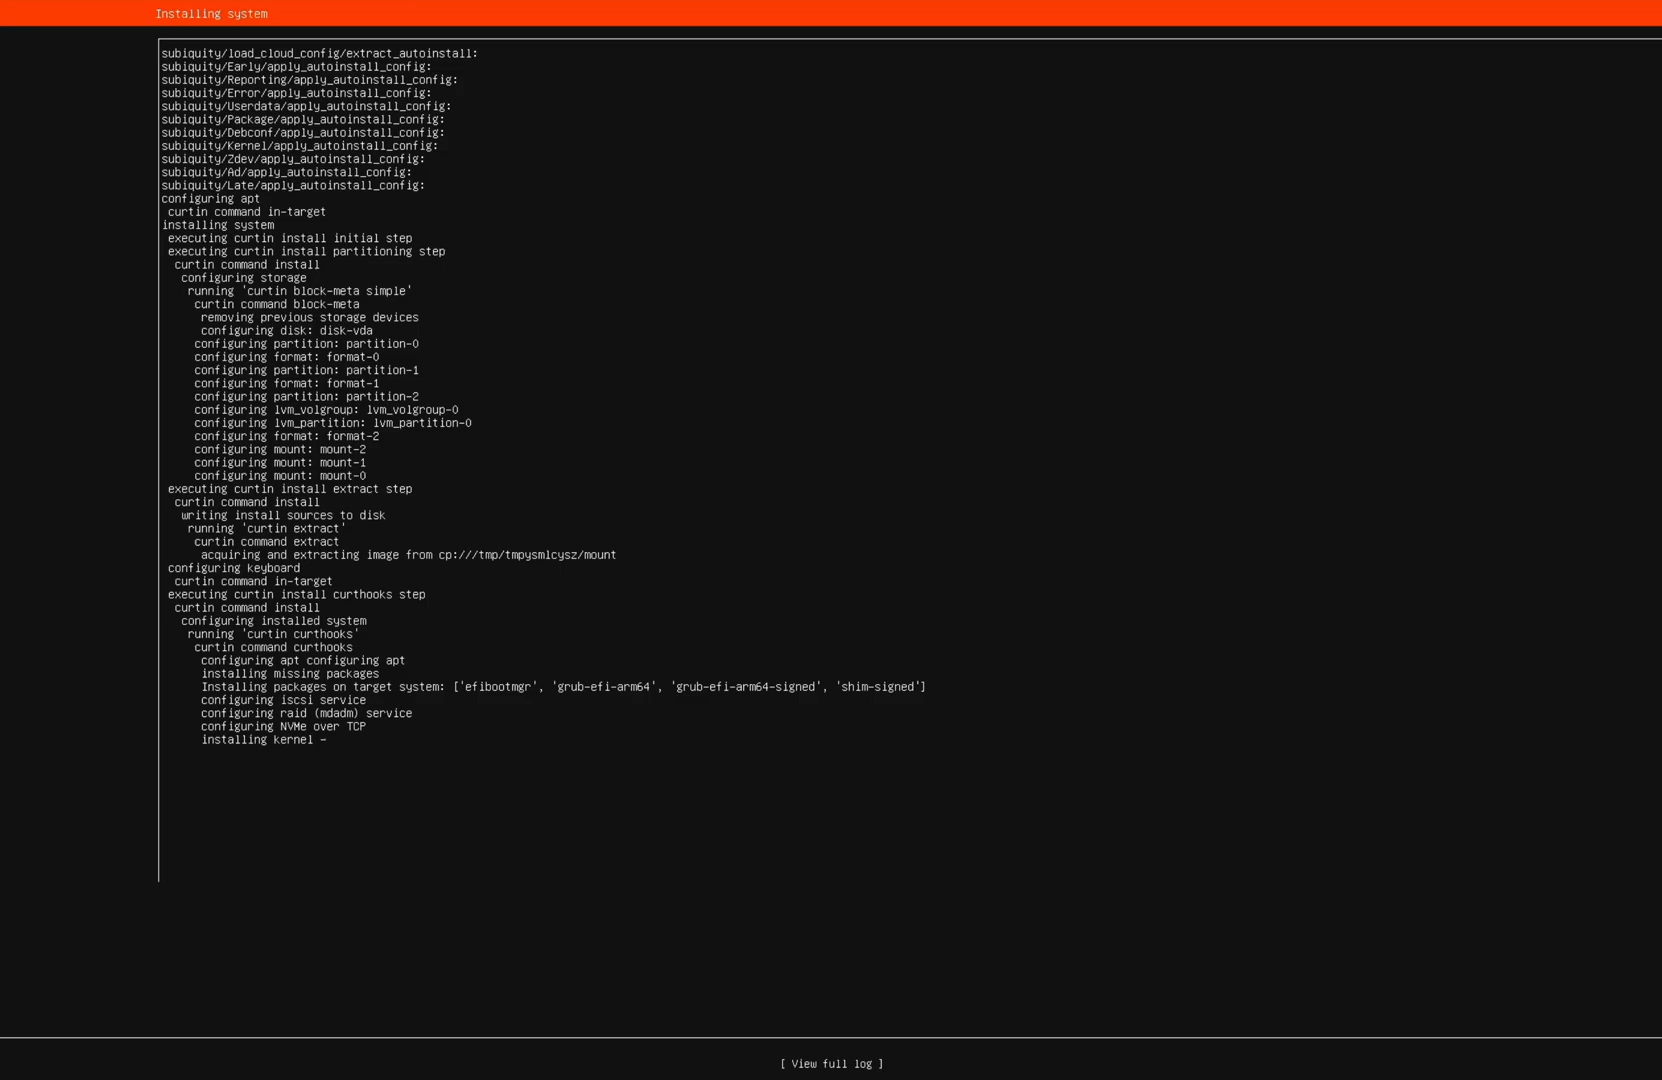 Installing system
subiquity/load_cloud_config/extract_autoinstall:
subiquity/Early/apply_autoinstall_config:
subiquity/Reporting/apply_autoinstall_config:
subiquity/Error/apply_autoinstall_config:
subiquity/Userdata/apply_autoinstall_config:
subiquity/Package/apply_autoinstall_config:
subiquity/Debconf/apply_autoinstall_config:
subiquity/Kernel/apply_autoinstall_config:
subiquity/Zdev/apply_autoinstall_config:
subiquity/Ad/apply_autoinstall_config:
subiquity/Late/apply_autoinstall_config:
configuring apt
curtin command in-target
installing system
executing curtin install initial step
executing curtin install partitioning step
curtin command install
configuring storage
running 'curtin block-meta simple'
curtin command block-meta
removing previous storage devices
configuring disk: disk-vda
configuring partition: partition-0
configuring format: format-0
configuring partition: partition-1
configuring format: format-1
configuring partition: partition-2
configuring lvm_volgroup: lvm_volgroup-0
configuring lvm_partition: lvm_partition-0
configuring format: format-2
configuring mount: mount-2
configuring mount: mount-1
configuring mount: mount-0
executing curtin install extract step
curtin command install
writing install sources to disk
running 'curtin extract'
curtin command extract
acquiring and extracting image from cp:///tmp/tmpysmlcysz/mount
configuring keyboard
curtin command in-target
executing curtin install curthooks step
curtin command install
configuring installed system
running 'curtin curthooks'
curtin command curthooks
configuring apt configuring apt
installing missing packages
Installing packages on target system: ['efibootmgr', 'grub-efi-arm64', 'grub-efi-arm64-signed', 'shim-signed']
configuring iscsi service
configuring raid (mdadm) service
configuring NVMe over TCP
installing kernel -
[ View full log ]